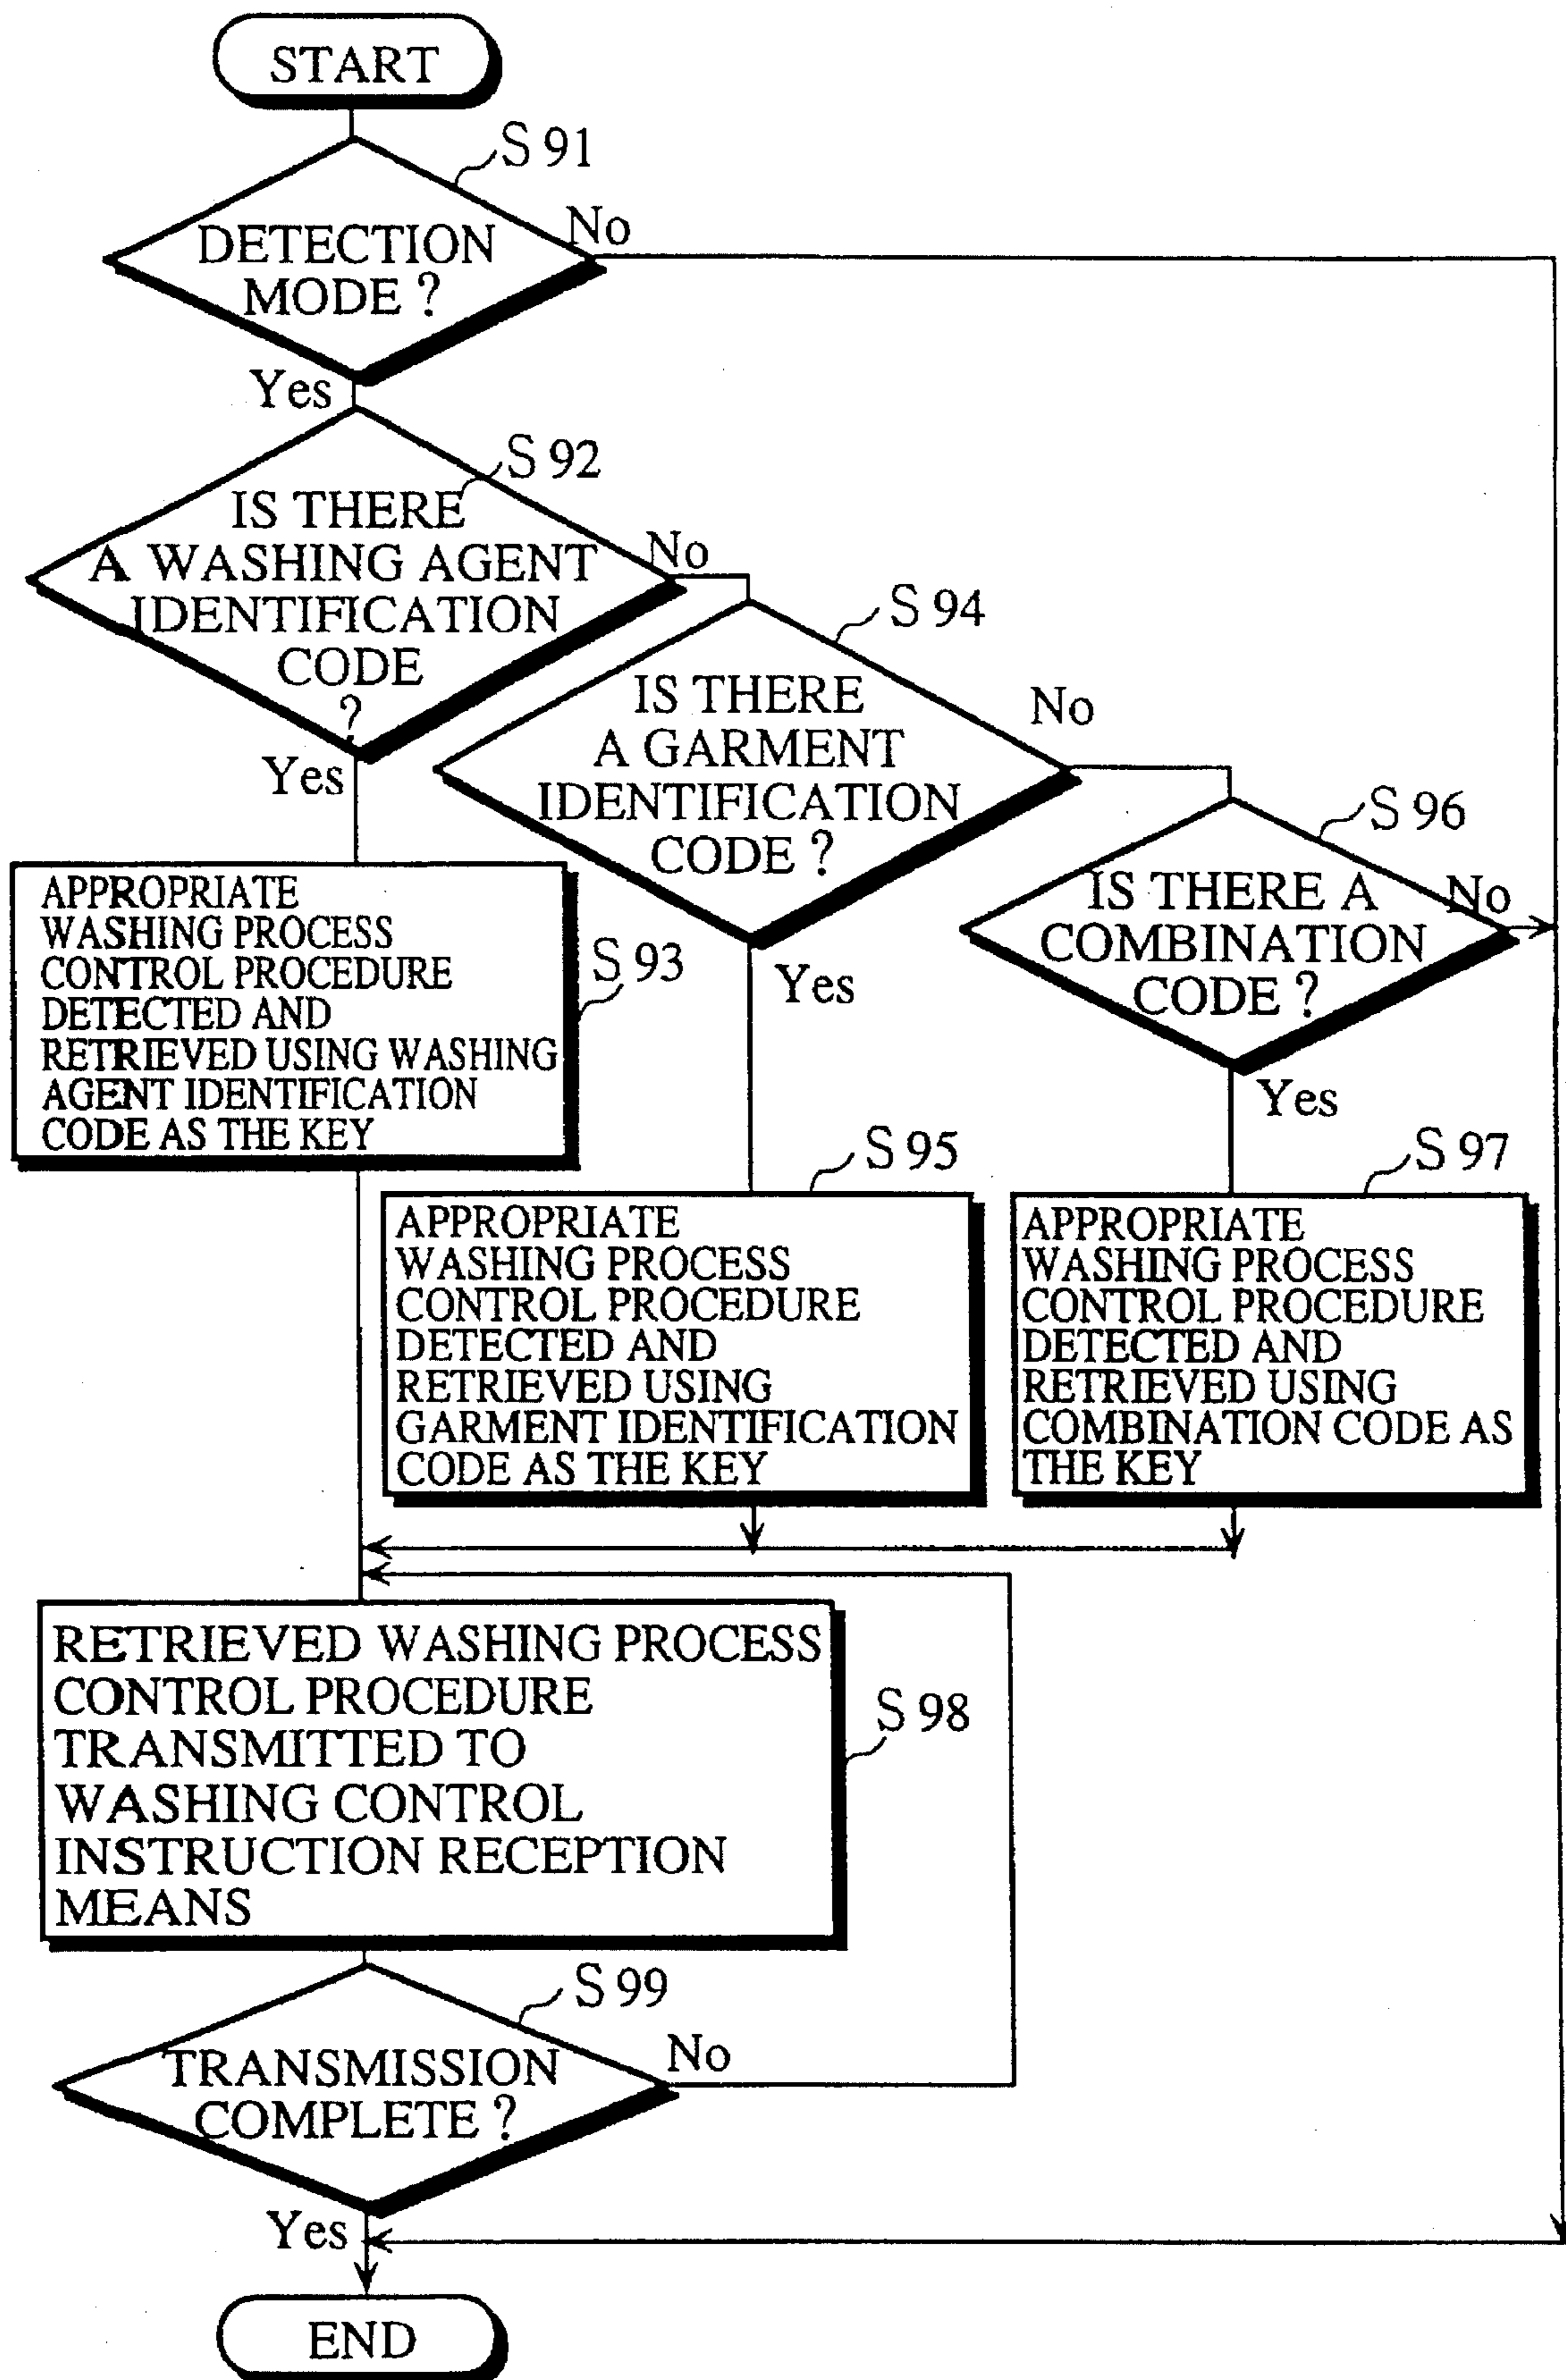 START
S 91
DETECTION
MODE ?
No
Yes
S 92
IS THERE
A WASHING AGENT
IDENTIFICATION
CODE
?
No
Yes
S 94
IS THERE
A GARMENT
IDENTIFICATION
CODE ?
No
Yes
S 96
IS THERE A
COMBINATION
CODE ?
No
Yes
APPROPRIATE
WASHING PROCESS
CONTROL PROCEDURE
DETECTED AND
RETRIEVED USING WASHING
AGENT IDENTIFICATION
CODE AS THE KEY
S 93
S 95
APPROPRIATE
WASHING PROCESS
CONTROL PROCEDURE
DETECTED AND
RETRIEVED USING
GARMENT IDENTIFICATION
CODE AS THE KEY
S 97
APPROPRIATE
WASHING PROCESS
CONTROL PROCEDURE
DETECTED AND
RETRIEVED USING
COMBINATION CODE AS
THE KEY
RETRIEVED WASHING PROCESS
CONTROL PROCEDURE
TRANSMITTED TO
WASHING CONTROL
INSTRUCTION RECEPTION
MEANS
S 98
S 99
TRANSMISSION
COMPLETE ?
No
Yes
END